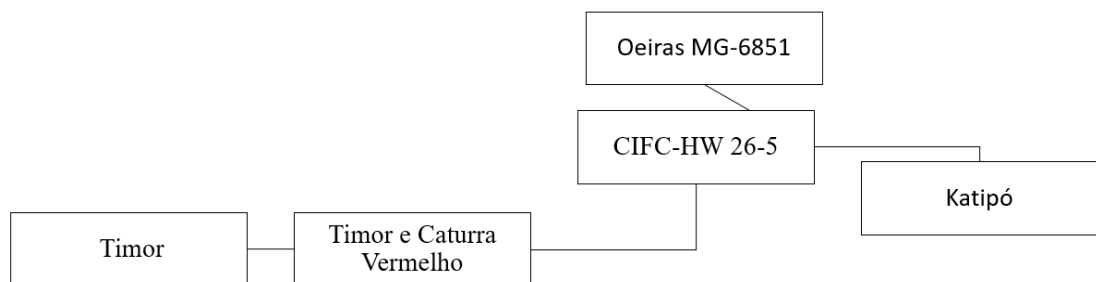 Oeiras MG-6851
CIFC-HW 26-5
Katipó
Timor
Timor e Caturra
Vermelho